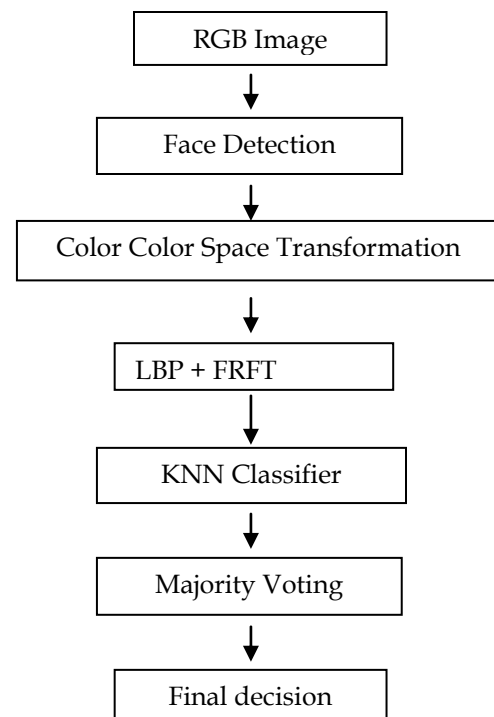 RGB Image
Face Detection
Color Color Space Transformation
LBP + FRFT
KNN Classifier
Majority Voting
Final decision